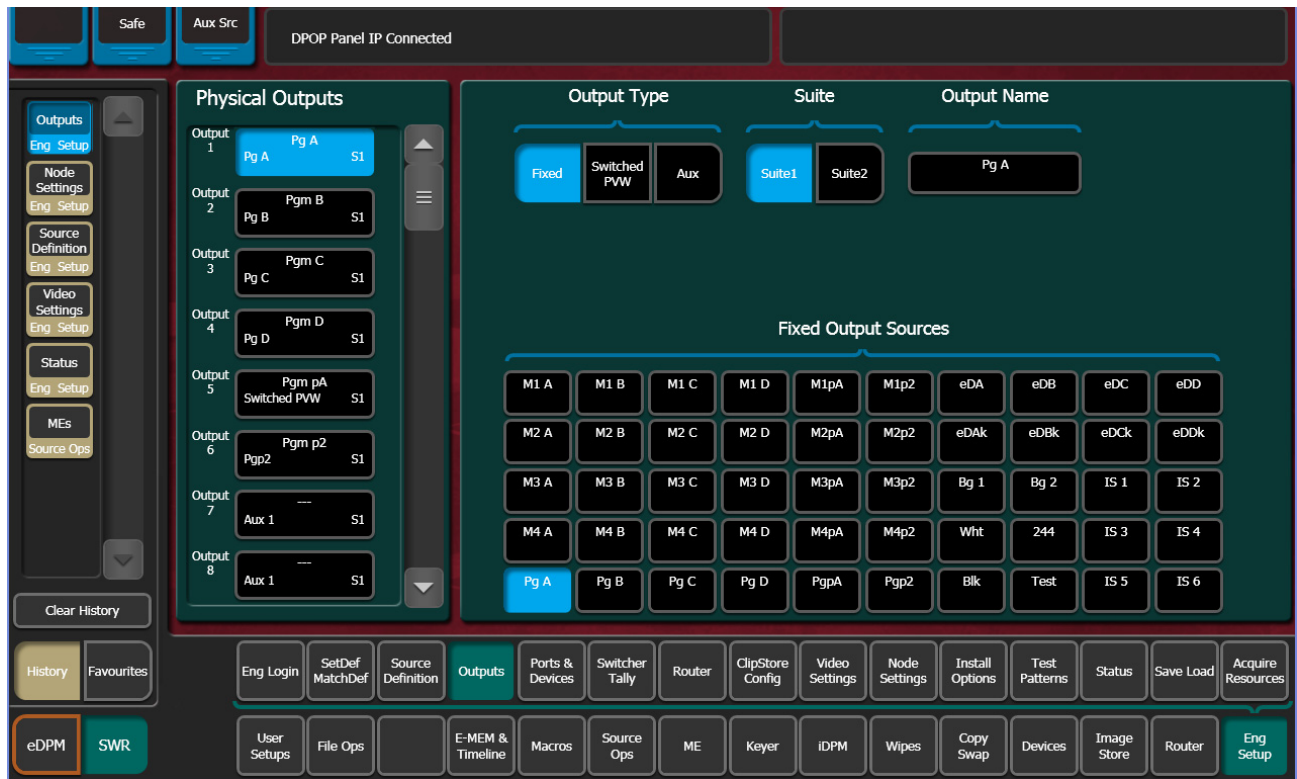 Safe
Aux Src
DPOP Panel IP Connected
Outputs
Eng Setup
Node
Settings
Eng Setup
Source
Definition
Eng Setup
Video
Settings
Eng Setup
Status
Eng Setup
MEs
Source Ops
Clear History
History
Favourites
Physical Outputs
Output
1
Pg A
Pg A S1
Output
2
Pgm B
Pg B S1
Output
3
Pgm C
Pg C S1
Output
4
Pgm D
Pg D S1
Output
5
Pgm pA
Switched PVW S1
Output
6
Pgm p2
Pgp2 S1
Output
7
---
Aux 1 S1
Output
8
---
Aux 1 S1
Output Type
Suite
Output Name
Fixed
Switched
PVW
Aux
Suite1
Suite2
Pg A
Fixed Output Sources
M1 A M1 B M1 C M1 D M1pA M1p2 eDA eDB eDC eDD
M2 A M2 B M2 C M2 D M2pA M2p2 eDAk eDBk eDCk eDDk
M3 A M3 B M3 C M3 D M3pA M3p2 Bg 1 Bg 2 IS 1 IS 2
M4 A M4 B M4 C M4 D M4pA M4p2 Wht 244 IS 3 IS 4
Pg A Pg B Pg C Pg D PgpA Pgp2 Blk Test IS 5 IS 6
Eng Login
SetDef
MatchDef
Source
Definition
Outputs
Ports &
Devices
Switcher
Tally
Router
ClipStore
Config
Video
Settings
Node
Settings
Install
Options
Test
Patterns
Status
Save Load
Acquire
Resources
eDPM
SWR
User
Setups
File Ops
E-MEM &
Timeline
Macros
Source
Ops
ME
Keyer
iDPM
Wipes
Copy
Swap
Devices
Image
Store
Router
Eng
Setup